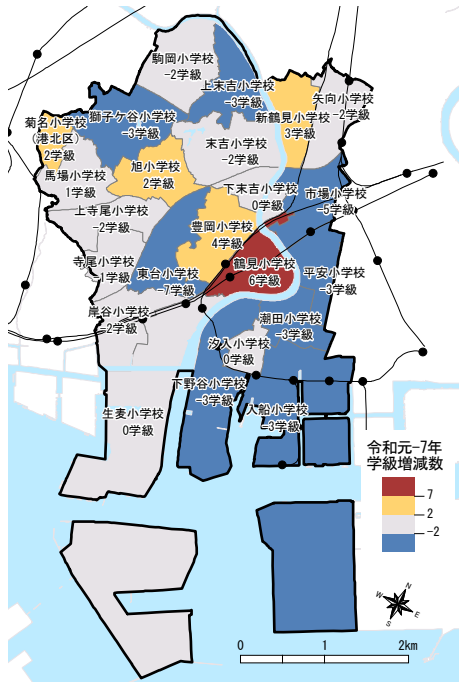 駒岡小学校
-2学級
上末吉小学校
-3学級
矢向小学校
-2学級
獅子ケ谷小学校
-3学級
新鶴見小学校
3学級
菊名小学校
(港北区)
2学級
末吉小学校
-2学級
馬場小学校
1学級
旭小学校
2学級
下末吉小学校
0学級
市場小学校
-5学級
上寺尾小学校
-2学級
豊岡小学校
4学級
寺尾小学校
-1学級
東台小学校
-7学級
鶴見小学校
6学級
平安小学校
-3学級
岸谷小学校
-2学級
潮田小学校
-3学級
汐入小学校
0学級
下野谷小学校
-3学級
入船小学校
-3学級
生麦小学校
0学級
令和元-7年
学級増減数
7
2
-2
N
W
E
S
0 1 2km